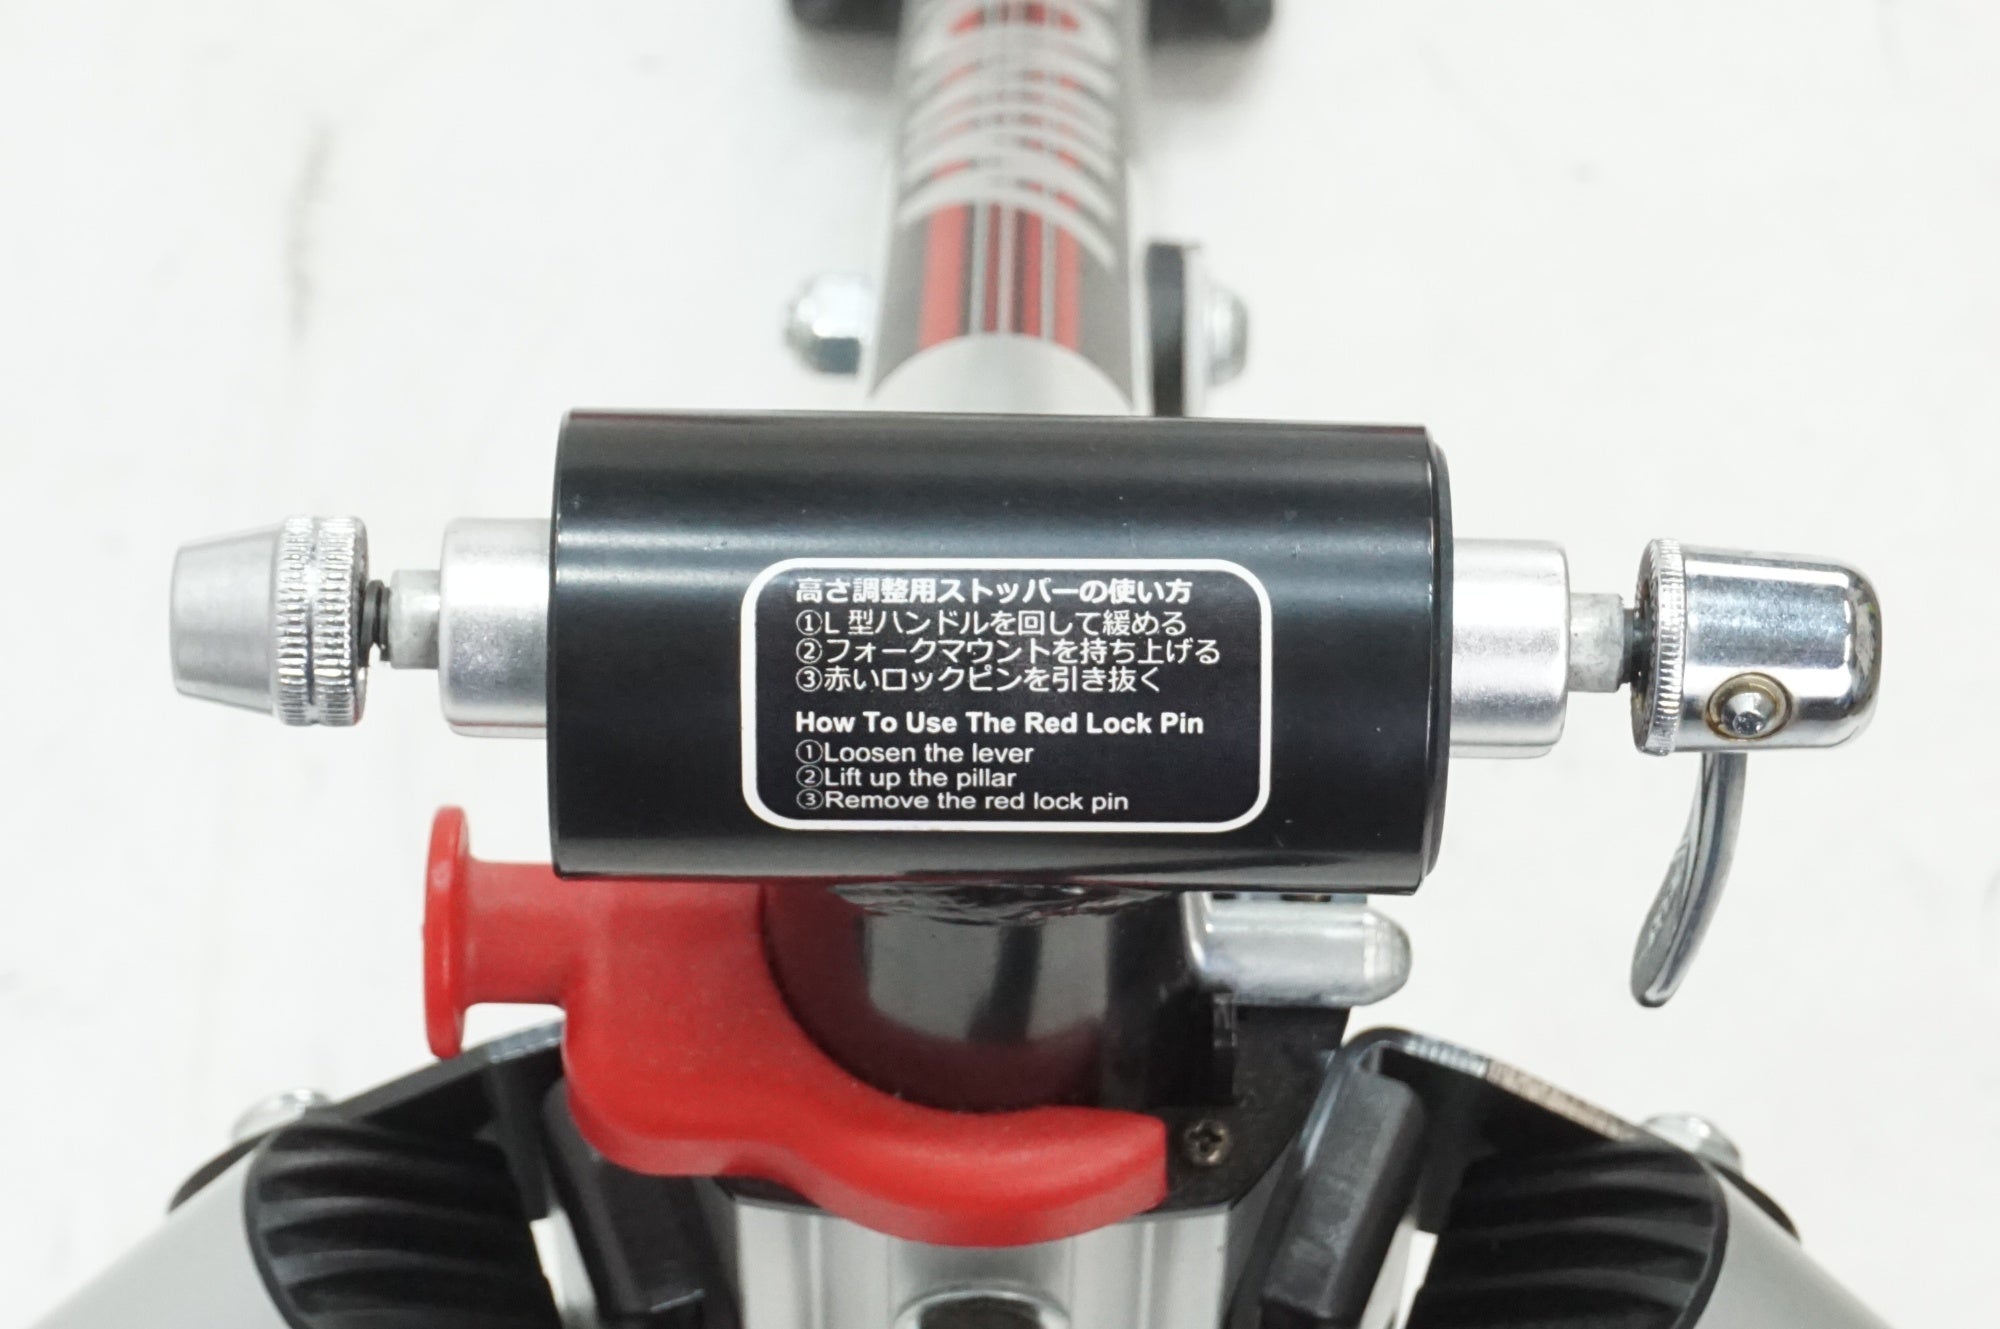 高さ調整用ストッパーの使い方
①L 型ハンドルを回して緩める
②フォークマウントを持ち上げる
③赤いロックピンを引き抜く
How To Use The Red Lock Pin
①Loosen the lever
②Lift up the pillar
③Remove the red lock pin